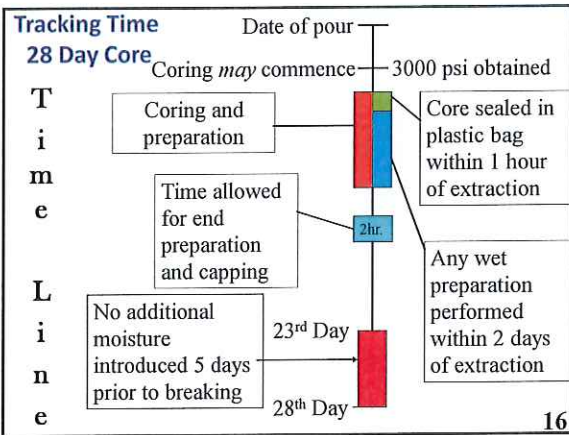 Tracking Time
28 Day Core
Date of pour
Coring may commence
3000 psi obtained
Time Line
Coring and
preparation
Core sealed in
plastic bag
within 1 hour
of extraction
Time allowed
for end
preparation
and capping
2hr.
Any wet
preparation
performed
within 2 days
of extraction
No additional
moisture
introduced 5 days
prior to breaking
23rd Day
28th Day
16